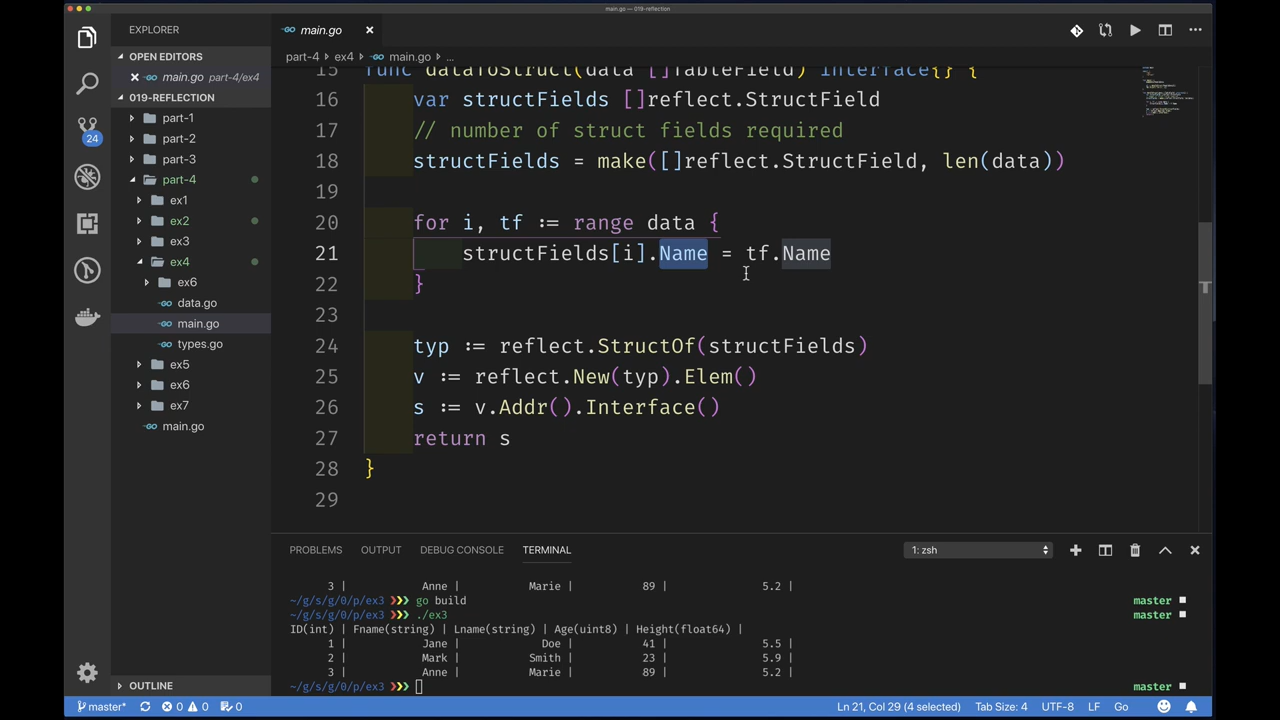 main.go — 019-reflection
EXPLORER
OPEN EDITORS
main.go part-4/ex4
019-REFLECTION
part-1
part-2
part-3
part-4
ex1
ex2
ex3
ex4
ex6
data.go
main.go
types.go
ex5
ex6
ex7
main.go
OUTLINE
24
main.go
part-4 › ex4 › main.go › ...
15 func dataToStruct(data []TableField) interface{} {
16 var structFields []reflect.StructField
17 // number of struct fields required
18 structFields = make([]reflect.StructField, len(data))
19
20 for i, tf := range data {
21 structFields[i].Name = tf.Name
22 }
23
24 typ := reflect.StructOf(structFields)
25 v := reflect.New(typ).Elem()
26 s := v.Addr().Interface()
27 return s
28 }
29
PROBLEMS OUTPUT DEBUG CONSOLE TERMINAL 1: zsh
3 | Anne | Marie | 89 | 5.2 |
~/g/s/g/0/p/ex3 ❯❯❯ go build master
~/g/s/g/0/p/ex3 ❯❯❯ ./ex3 master
ID(int) | Fname(string) | Lname(string) | Age(uint8) | Height(float64) |
1 | Jane | Doe | 41 | 5.5 |
2 | Mark | Smith | 23 | 5.9 |
3 | Anne | Marie | 89 | 5.2 |
~/g/s/g/0/p/ex3 ❯❯❯ master
master* 0 0 0 Ln 21, Col 29 (4 selected) Tab Size: 4 UTF-8 LF Go